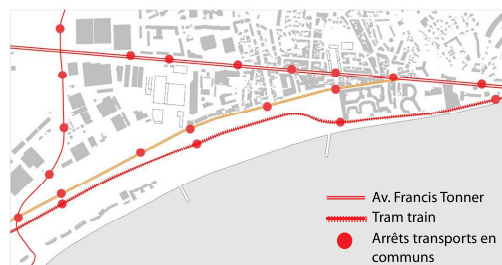 Av. Francis Tonner
Tram train
Arrêts transports en
communs